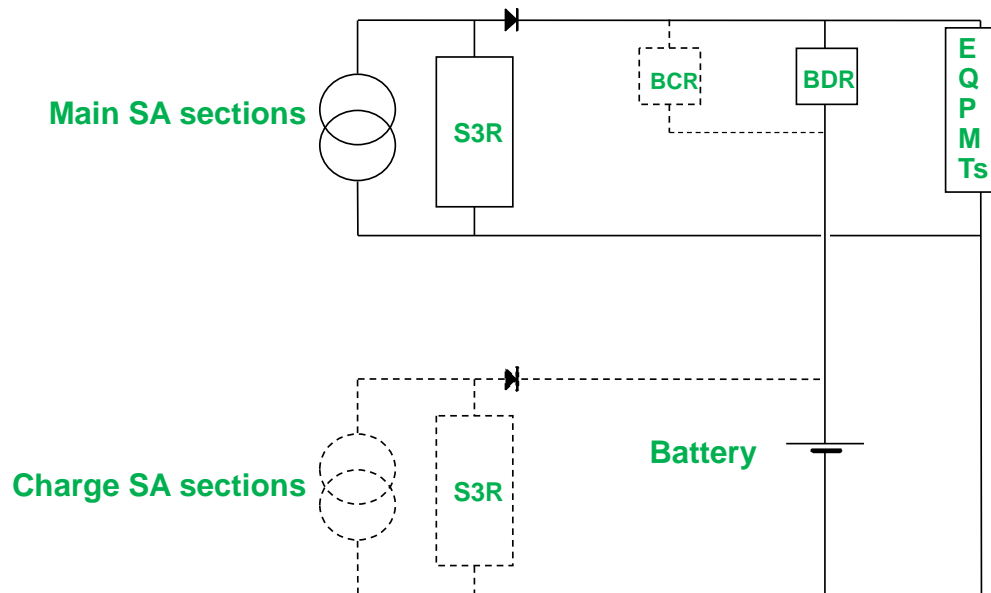 Main SA sections
S3R
BCR
BDR
E
Q
P
M
Ts
Charge SA sections
S3R
Battery